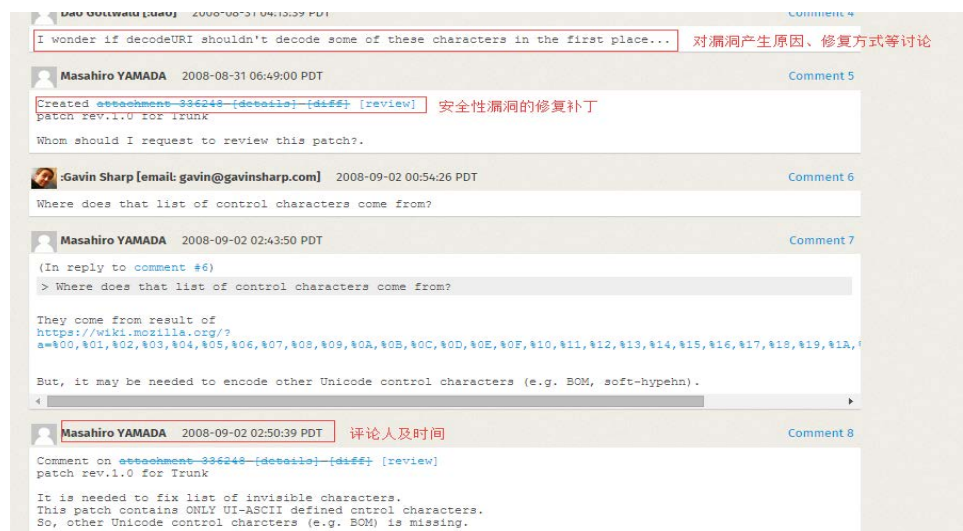 Dao Gottwald [:dao] 2008-08-31 04:13:39 PDT Comment 4
I wonder if decodeURI shouldn't decode some of these characters in the first place... 对漏洞产生原因、修复方式等讨论
Masahiro YAMADA 2008-08-31 06:49:00 PDT Comment 5
Created attachment 336248 [details] [diff] [review] 安全性漏洞的修复补丁
patch rev.1.0 for Trunk
Whom should I request to review this patch?.
:Gavin Sharp [email: gavin@gavinsharp.com] 2008-09-02 00:54:26 PDT Comment 6
Where does that list of control characters come from?
Masahiro YAMADA 2008-09-02 02:43:50 PDT Comment 7
(In reply to comment #6)
> Where does that list of control characters come from?
They come from result of
https://wiki.mozilla.org/?
a=%00,%01,%02,%03,%04,%05,%06,%07,%08,%09,%0A,%0B,%0C,%0D,%0E,%0F,%10,%11,%12,%13,%14,%15,%16,%17,%18,%19,%1A,%
But, it may be needed to encode other Unicode control characters (e.g. BOM, soft-hypehn).
Masahiro YAMADA 2008-09-02 02:50:39 PDT 评论人及时间 Comment 8
Comment on attachment 336248 [details] [diff] [review]
patch rev.1.0 for Trunk
It is needed to fix list of invisible characters.
This patch contains ONLY UI-ASCII defined cntrol characters.
So, other Unicode control charcters (e.g. BOM) is missing.